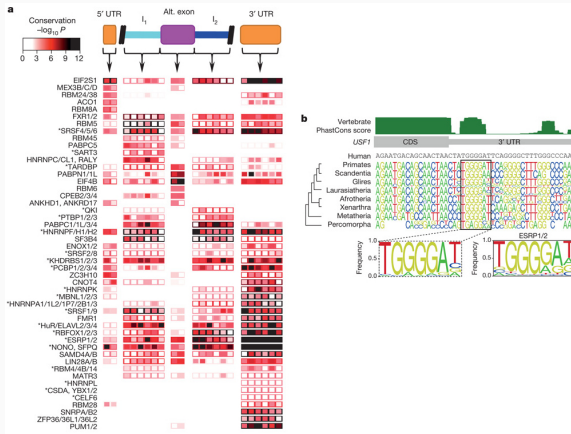 a
Conservation
–log₁₀ P
0 3 6 9 12
5′ UTR
I₁
Alt. exon
I₂
3′ UTR
EIF2S1
MEX3B/C/D
RBM24/38
ACO1
RBM8A
FXR1/2
RBM5
*SRSF4/5/6
RBM45
PABPC5
*SART3
HNRNPC/CL1, RALY
*TARDBP
PABPN1/1L
EIF4B
RBM6
CPEB2/3/4
ANKHD1, ANKRD17
*QKI
*PTBP1/2/3
PABPC1/1L,3/4
*HNRNPF/H1/H2
SF3B4
ENOX1/2
*SRSF2/8
*KHDRBS1/2/3
*PCBP1/2/3/4
ZC3H10
CNOT4
*HNRNPK
*MBNL1/2/3
*HNRNPA1/1L2/1P7/2B1/3
*SRSF1/9
FMR1
*HuR/ELAVL2/3/4
*RBFOX1/2/3
*ESRP1/2
*NONO, SFPQ
SAMD4A/B
LIN28A/B
*RBM4/4B/14
MATR3
*HNRNPL
*CSDA, YBX1/2
*CELF6
RBM28
SNRPA/B2
ZFP36/36L1/36L2
PUM1/2
b
Vertebrate
PhastCons score
USF1
CDS
3′ UTR
Human AGAATGACAGCAACTAACTATGGGGATTCAGGGGCTTTGGGCCCAA
Primates
Scandentia
Glires
Laurasiatheria
Afrotheria
Xenarthra
Metheria
Percomorpha
Frequency
TGGGGAT
Frequency
ESRP1/2
TGGGGAT